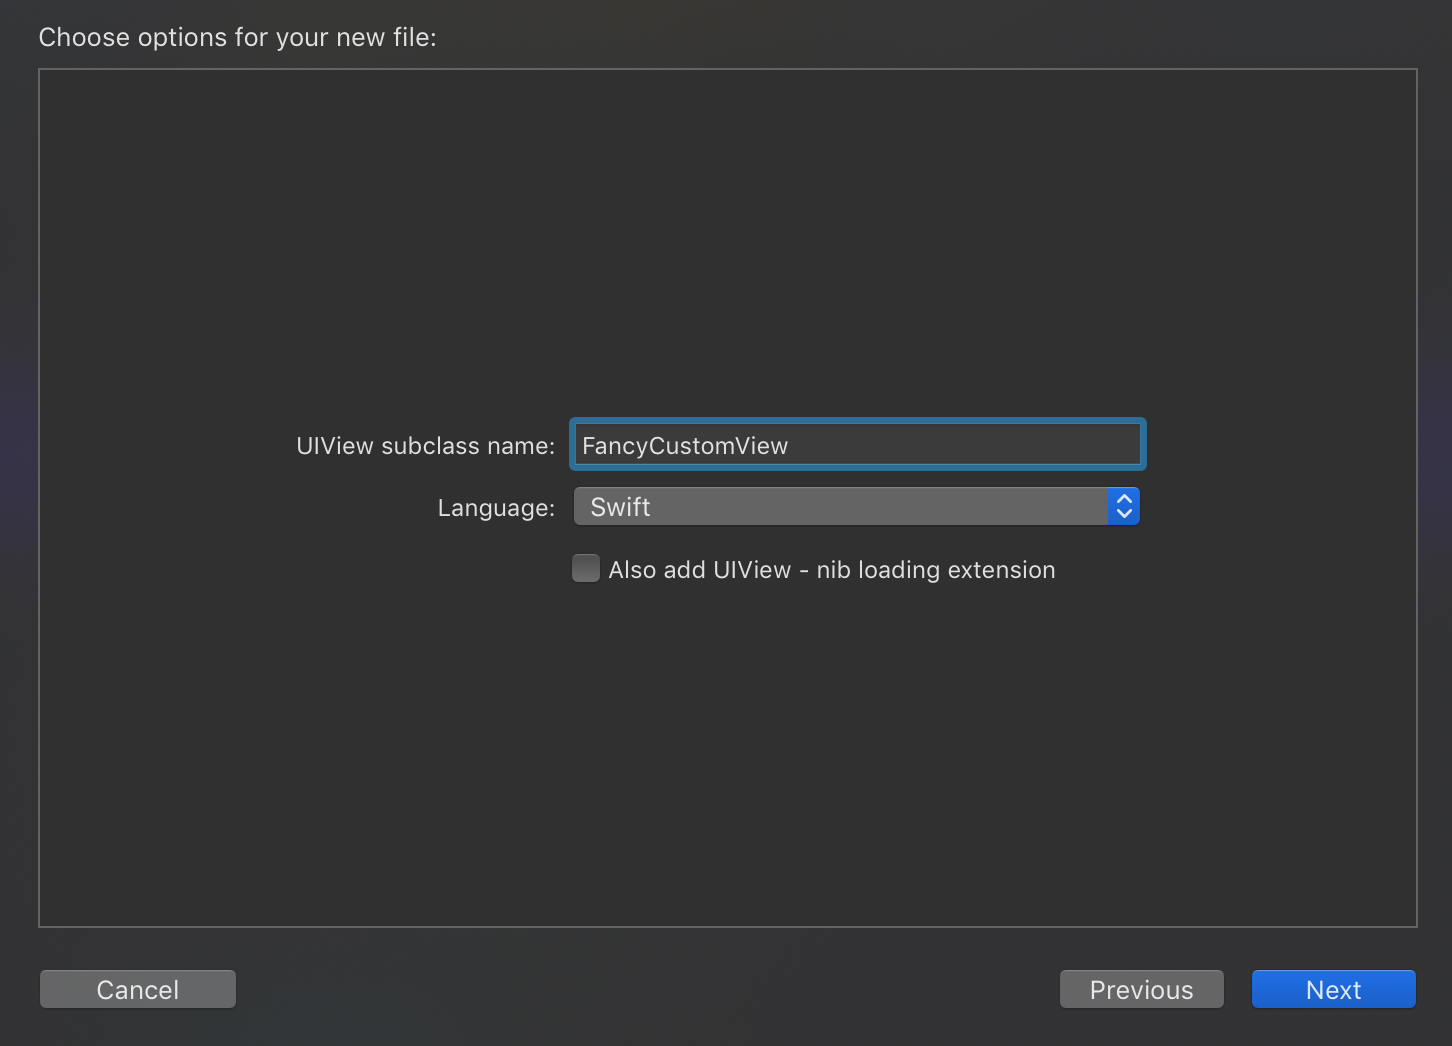 Choose options for your new file:
UIView subclass name: FancyCustomView
Language: Swift
Also add UIView - nib loading extension
Cancel Previous Next